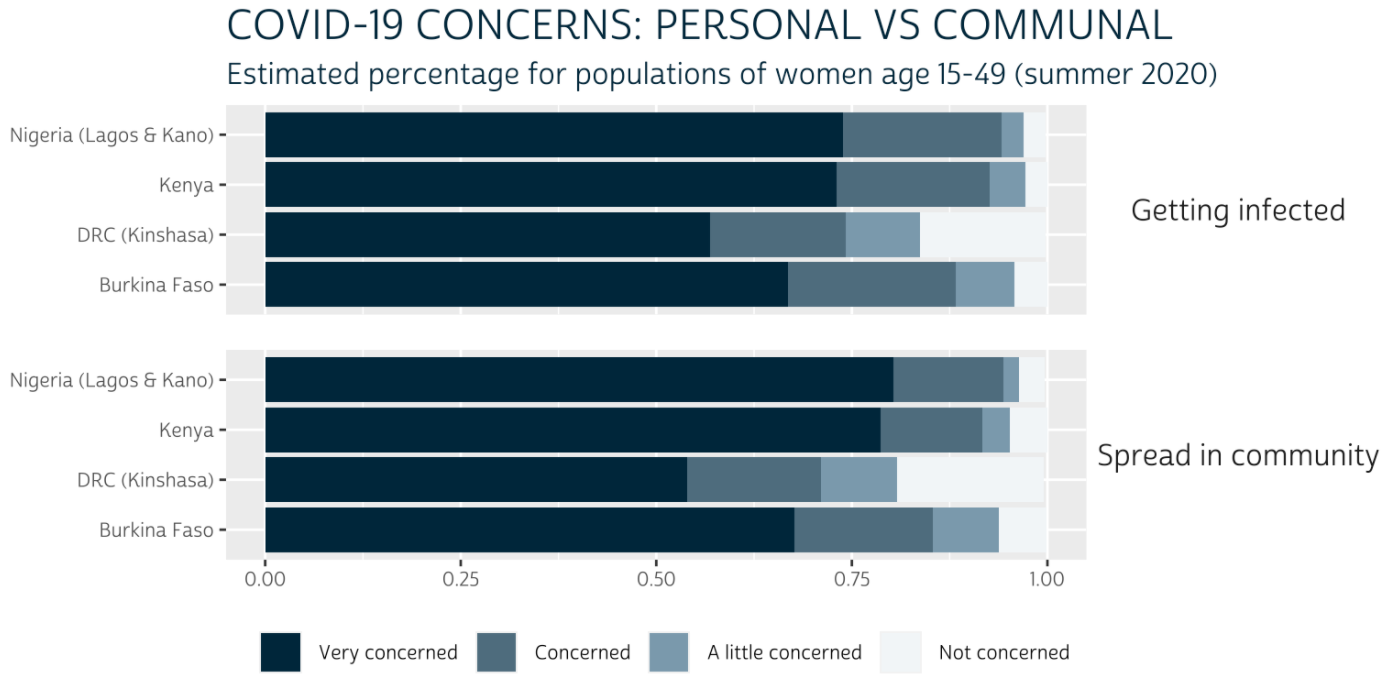 COVID-19 CONCERNS: PERSONAL VS COMMUNAL
Estimated percentage for populations of women age 15-49 (summer 2020)
Nigeria (Lagos & Kano)
Kenya
DRC (Kinshasa)
Burkina Faso
Getting infected
Nigeria (Lagos & Kano)
Kenya
DRC (Kinshasa)
Burkina Faso
Spread in community
0.00 0.25 0.50 0.75 1.00
Very concerned Concerned A little concerned Not concerned